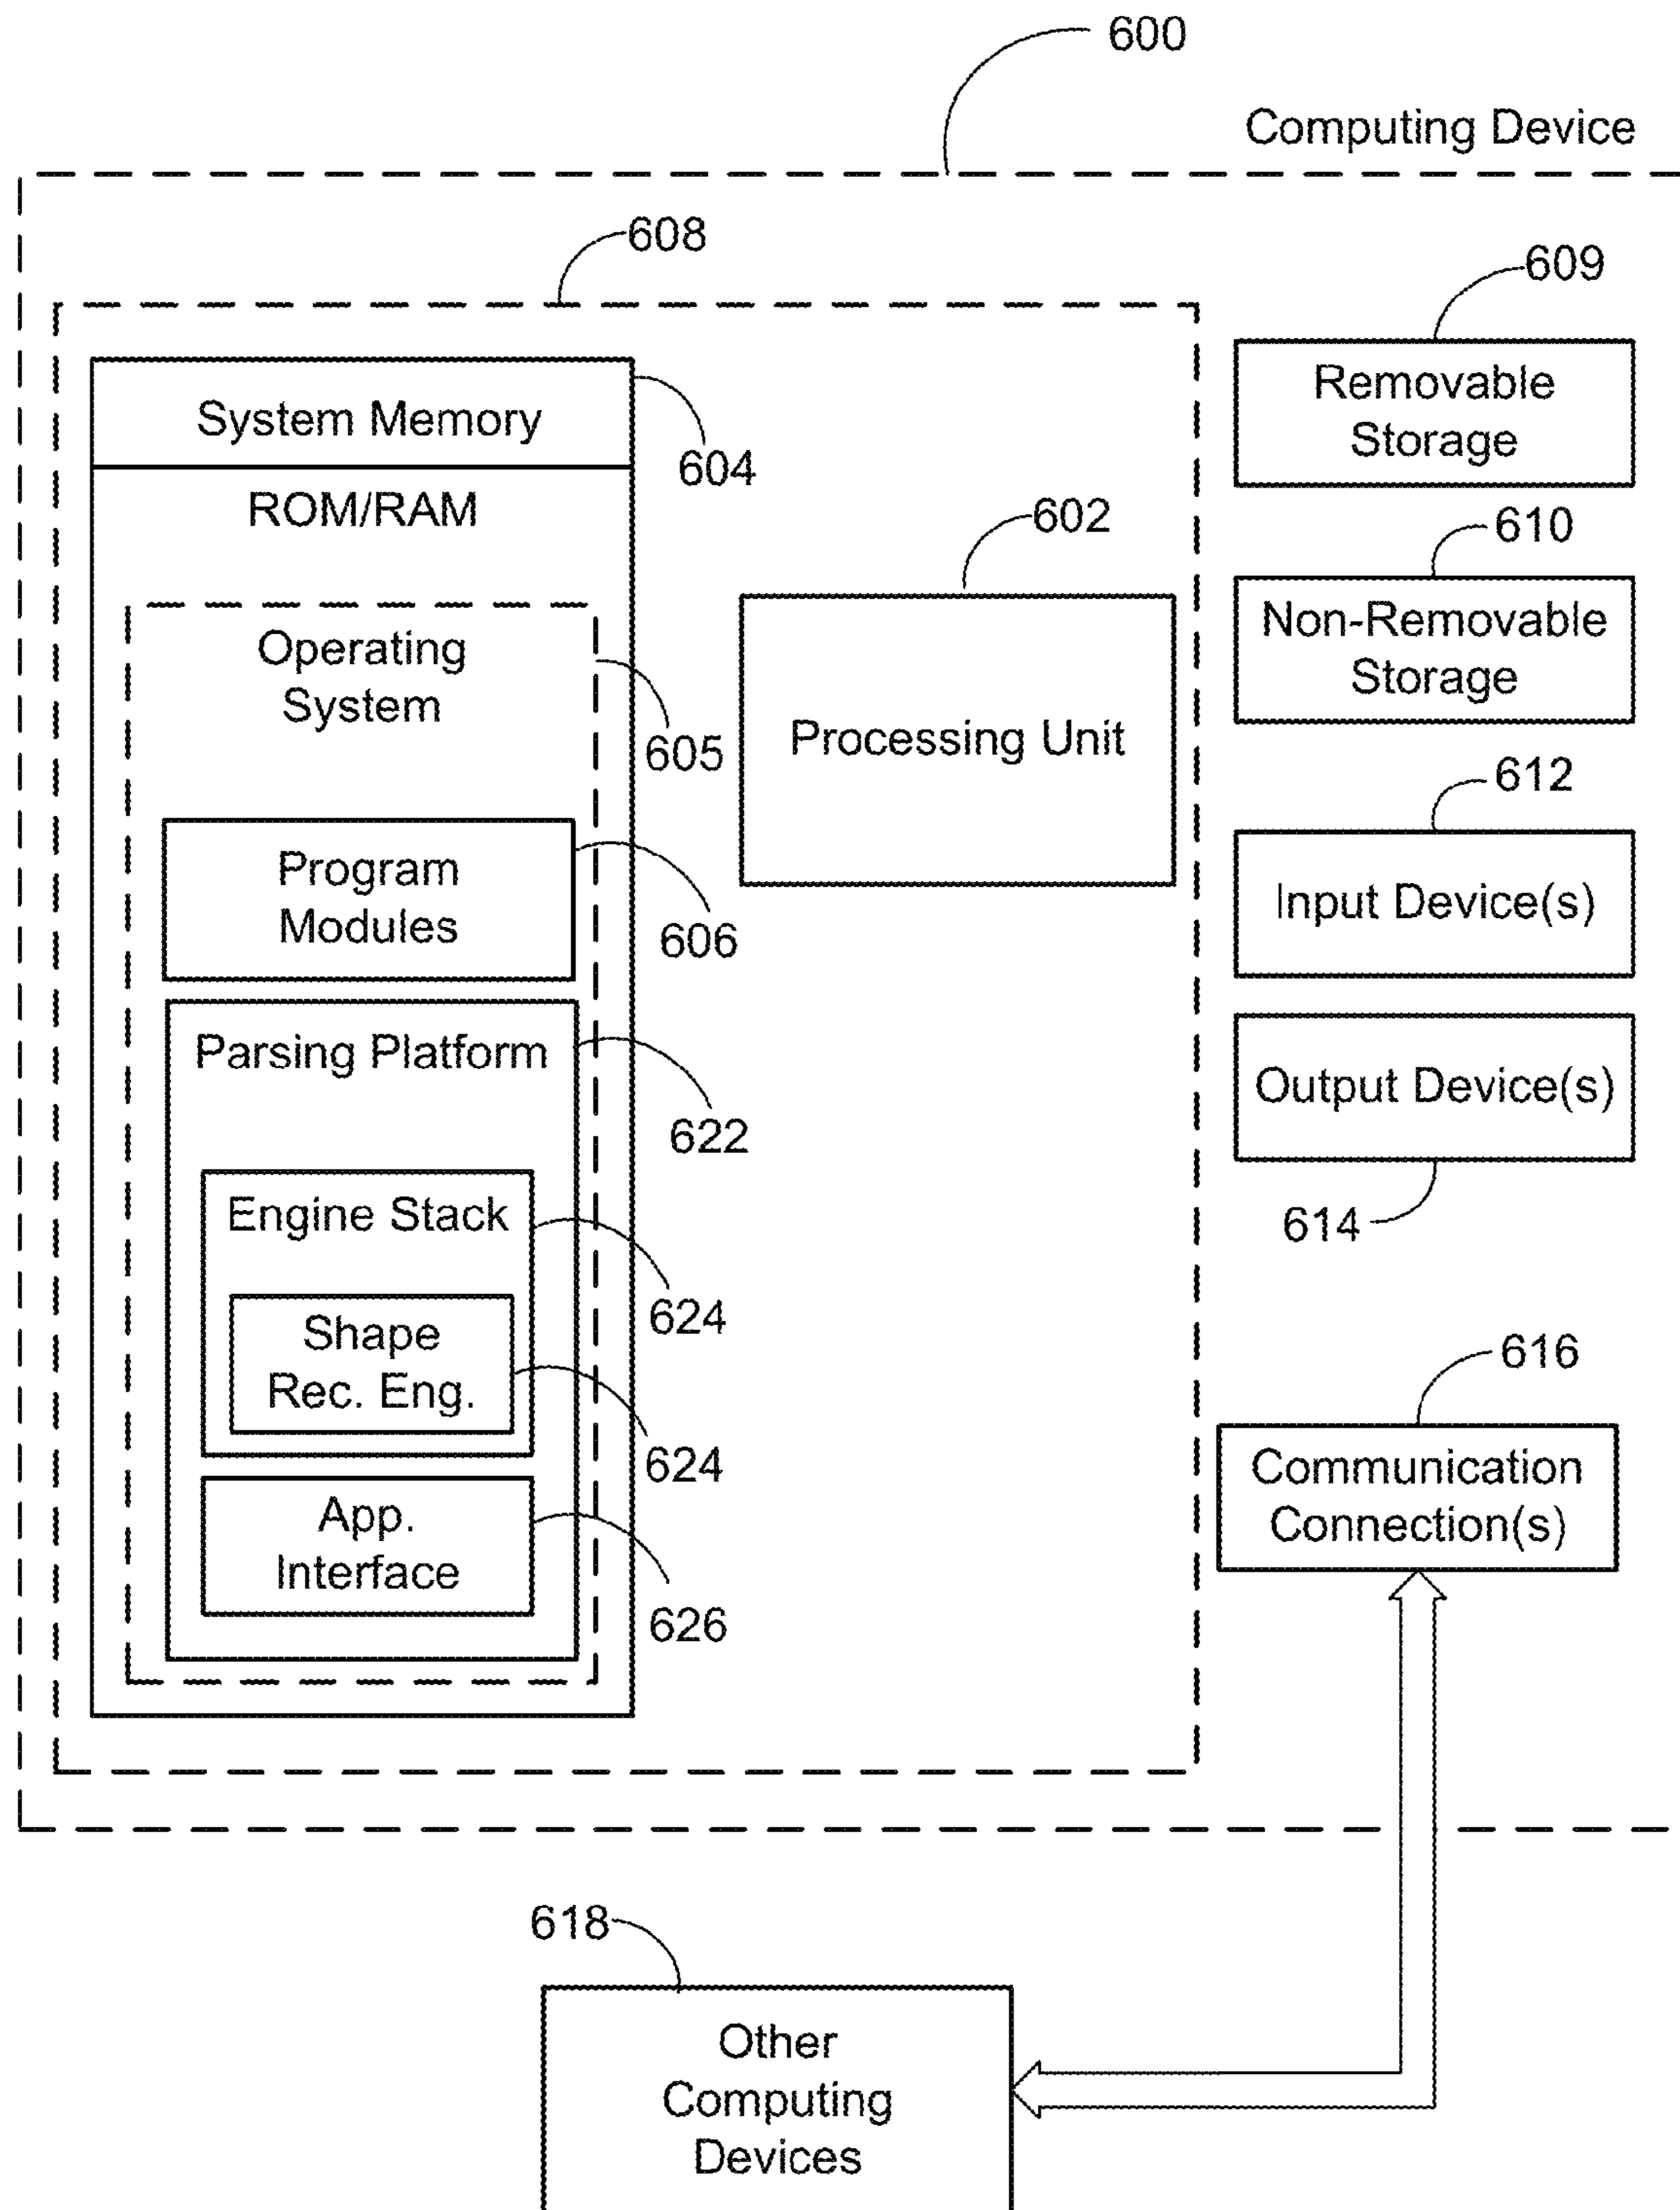 600
Computing Device
608
609
Removable
Storage
System Memory
604
ROM/RAM
602
610
Non-Removable
Storage
Operating
System
605
Processing Unit
612
Input Device(s)
Program
Modules
606
Parsing Platform
622
Output Device(s)
614
Engine Stack
624
Shape
Rec. Eng.
624
616
Communication
Connection(s)
App.
Interface
626
618
Other
Computing
Devices